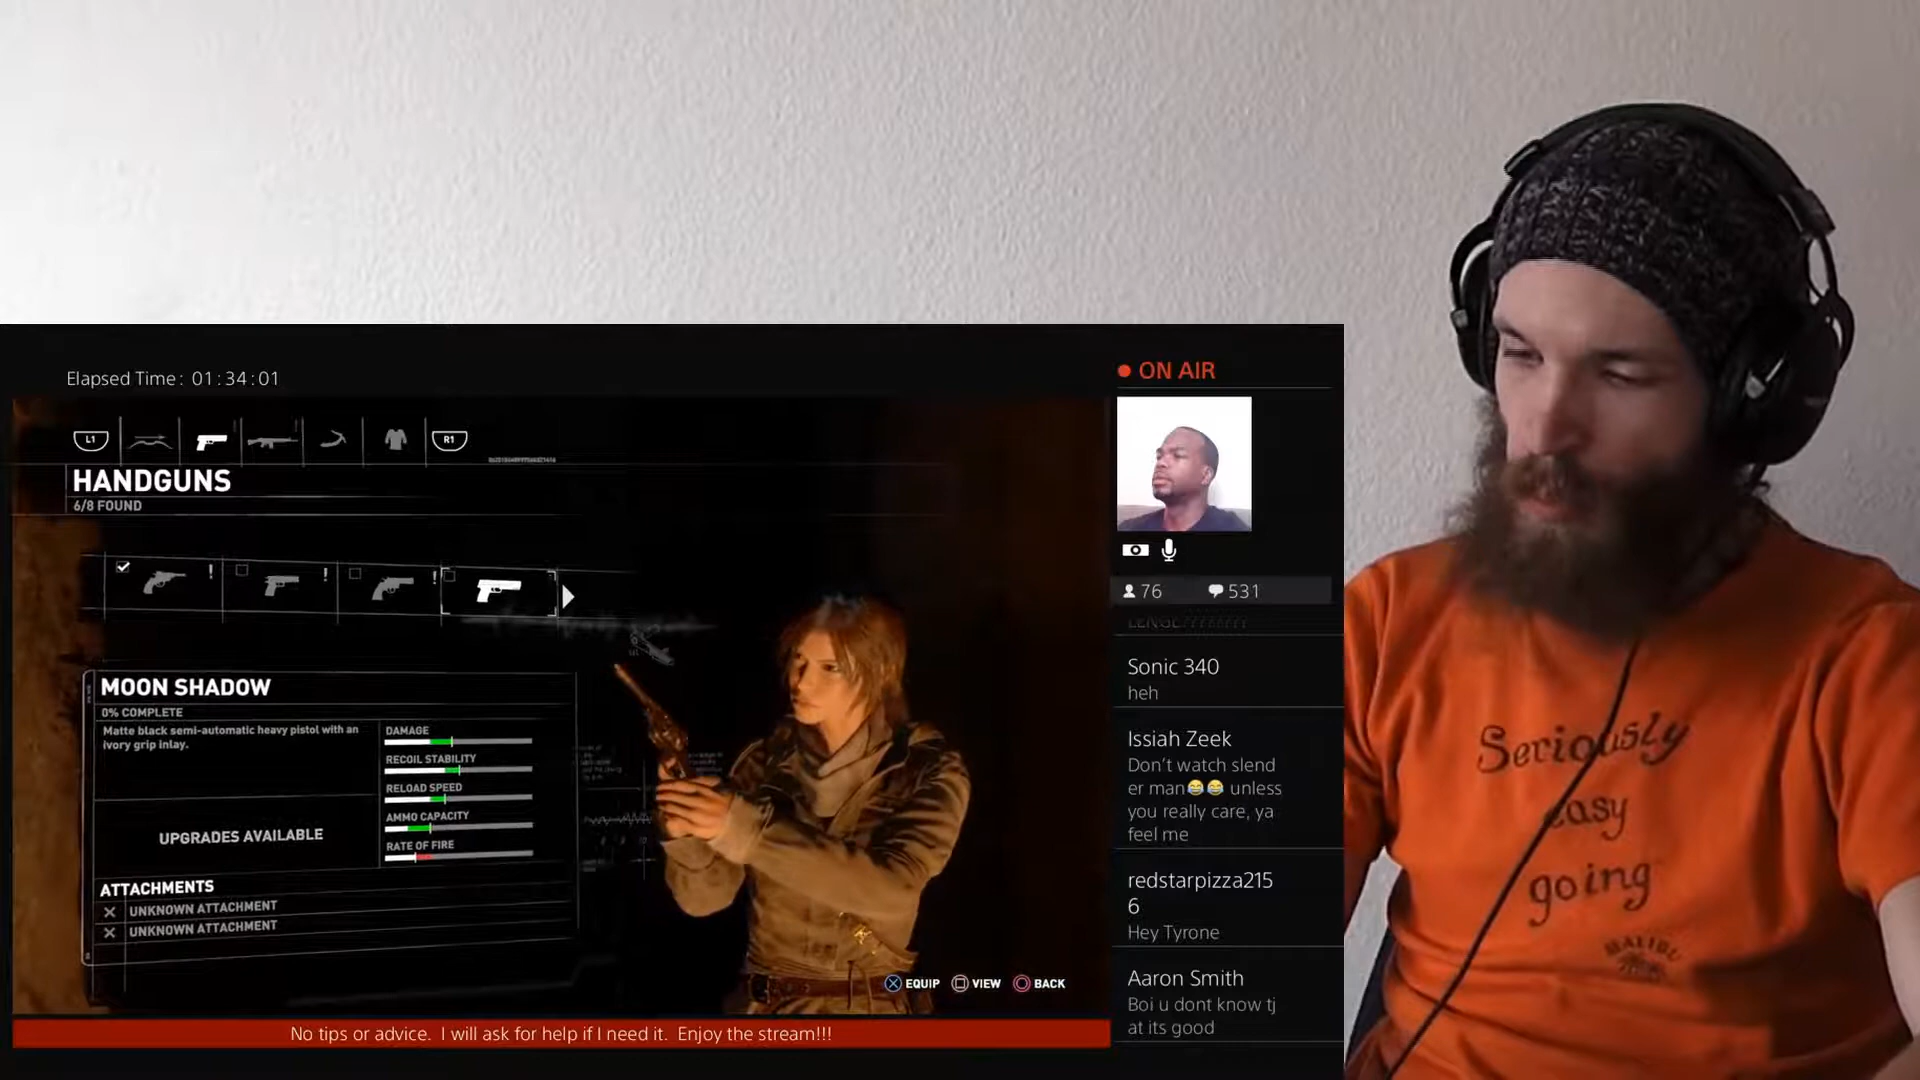 Elapsed Time: 01:34:01
ON AIR
L1
R1
HANDGUNS
6/8 FOUND
76
531
MOON SHADOW
0% COMPLETE
Matte black semi-automatic heavy pistol with an
ivory grip inlay.
UPGRADES AVAILABLE
DAMAGE
RECOIL STABILITY
RELOAD SPEED
AMMO CAPACITY
RATE OF FIRE
ATTACHMENTS
UNKNOWN ATTACHMENT
UNKNOWN ATTACHMENT
EQUIP
VIEW
BACK
No tips or advice. I will ask for help if I need it. Enjoy the stream!!!
Sonic 340
heh
Issiah Zeek
Don't watch slend
er man😂😂 unless
you really care, ya
feel me
redstarpizza215
6
Hey Tyrone
Aaron Smith
Boi u dont know tj
at its good
Seriously
easy
going
MALIBU